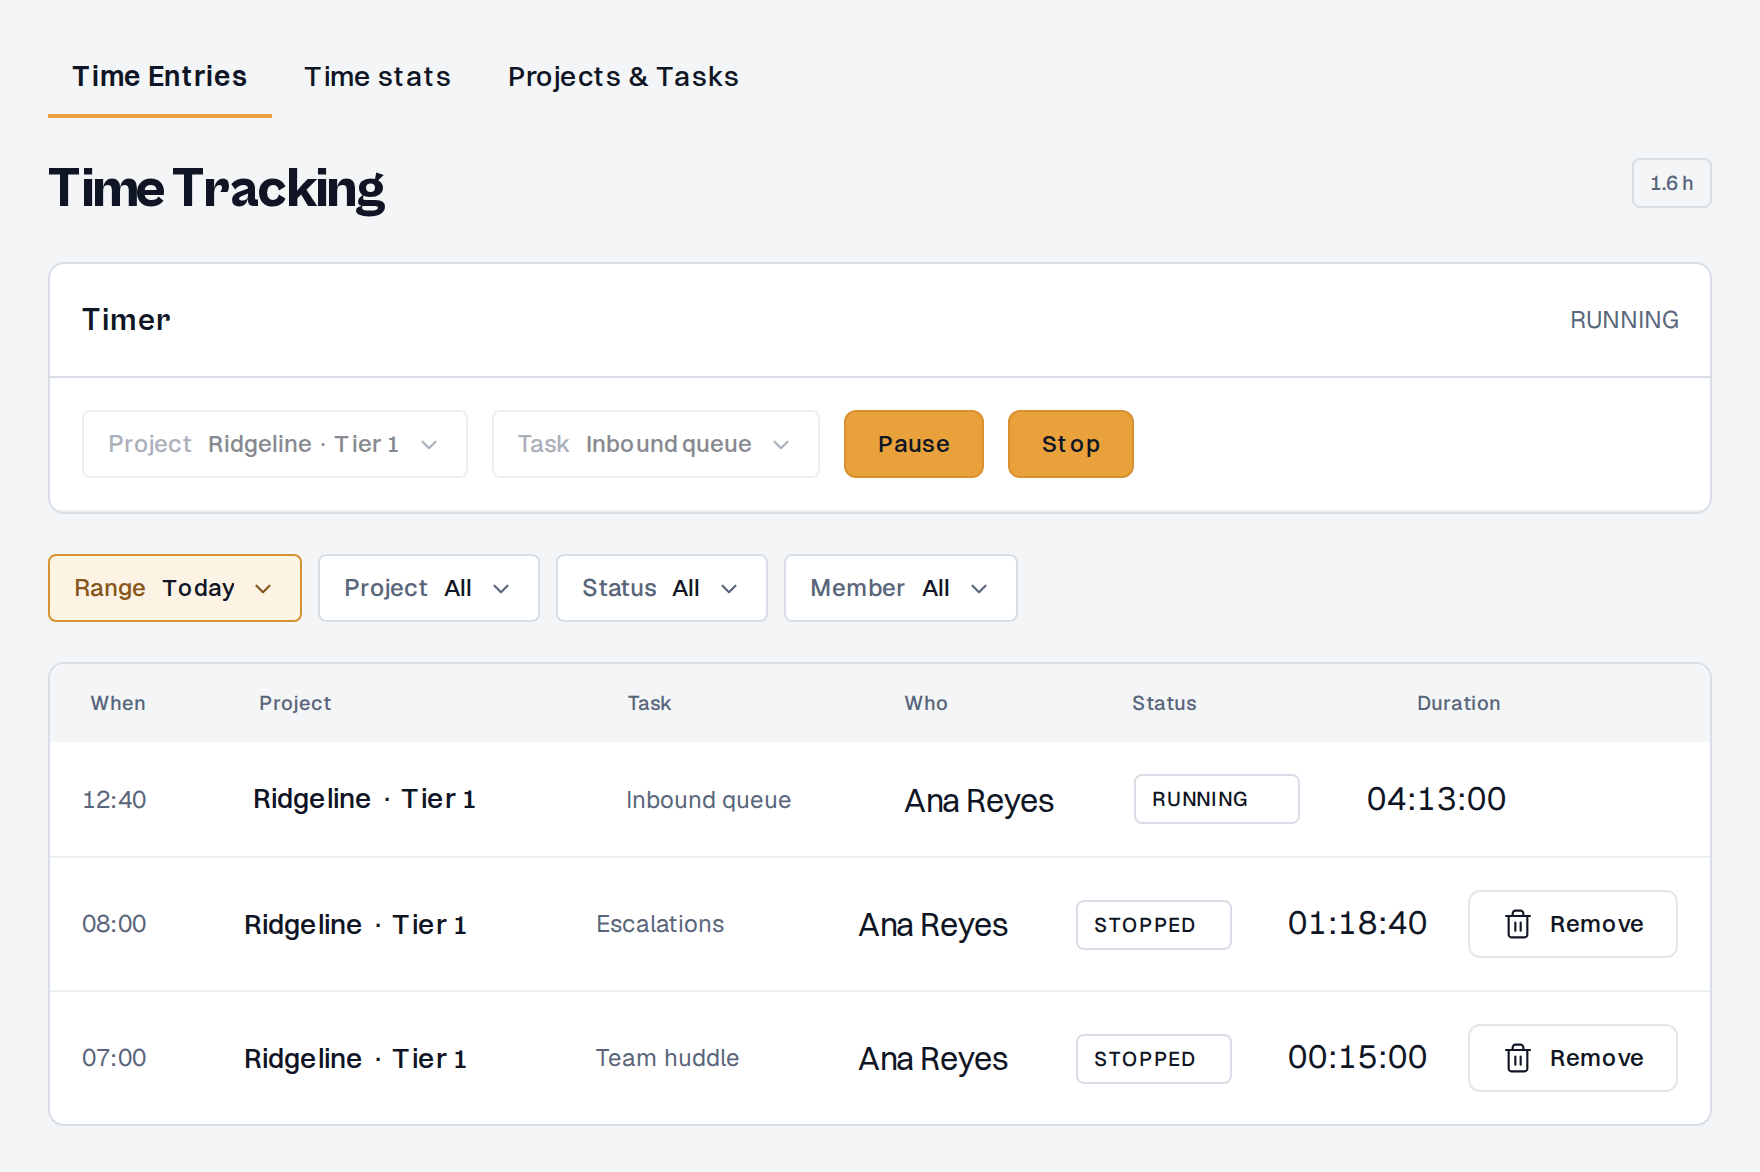 Time Entries Time stats Projects & Tasks
Time Tracking 1.6 h
Timer RUNNING
Project Ridgeline · Tier 1 Task Inbound queue Pause Stop
Range Today Project All Status All Member All
When Project Task Who Status Duration
12:40 Ridgeline · Tier 1 Inbound queue Ana Reyes RUNNING 04:13:00
08:00 Ridgeline · Tier 1 Escalations Ana Reyes STOPPED 01:18:40 Remove
07:00 Ridgeline · Tier 1 Team huddle Ana Reyes STOPPED 00:15:00 Remove